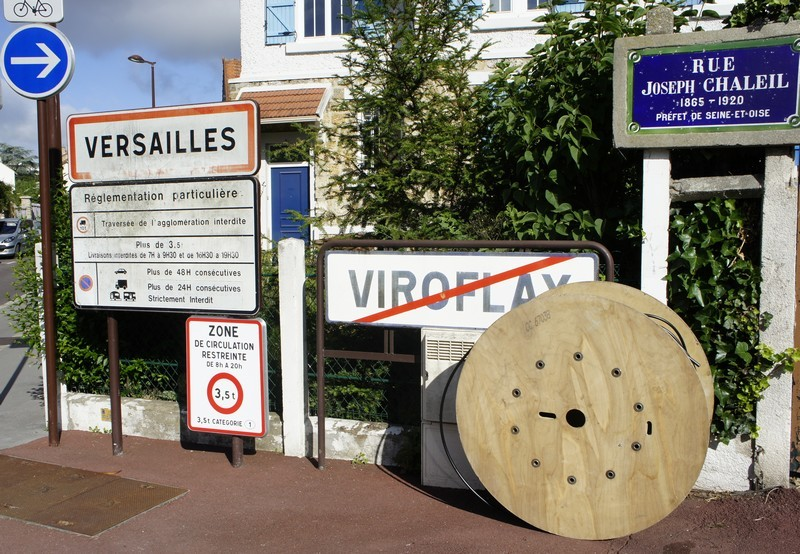 VERSAILLES
Réglementation particulière
Traversée de l'agglomération interdite
Plus de 3.5t
Livraisons interdites de 7H à 9H30 et de 16H30 à 19H30
Plus de 48H consécutives
Plus de 24H consécutives
Strictement Interdit
ZONE
DE CIRCULATION
RESTREINTE
DE 8H A 20H
3,5t
3,5t CATEGORIE 1
VIROFLAY
RUE
JOSEPH CHALEIL
1865 - 1920
PRÉFET DE SEINE-ET-OISE